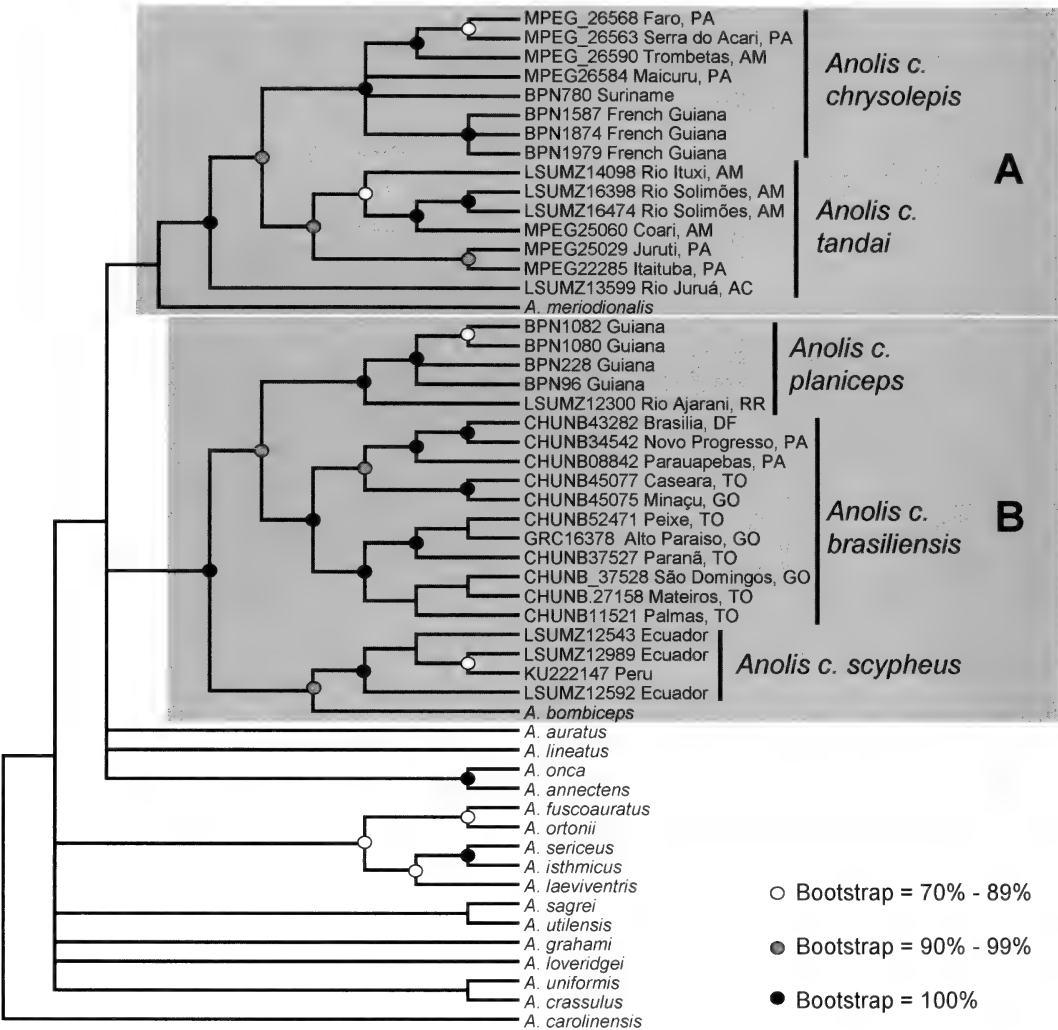 MPEG_26568 Faro, PA
MPEG_26563 Serra do Acari, PA
MPEG_26590 Trombetas, AM
MPEG26584 Maicuru, PA
BPN780 Suriname
BPN1587 French Guiana
BPN1874 French Guiana
BPN1979 French Guiana
Anolis c.
chrysolepis
LSUMZ14098 Rio Ituxi, AM
LSUMZ16398 Rio Solimões, AM
LSUMZ16474 Rio Solimões, AM
MPEG25060 Coari, AM
MPEG25029 Juruti, PA
MPEG22285 Itaituba, PA
LSUMZ13599 Rio Juruá, AC
Anolis c.
tandai
A. meriodionalis
A
BPN1082 Guiana
BPN1080 Guiana
BPN228 Guiana
BPN96 Guiana
LSUMZ12300 Rio Ajarani, RR
Anolis c.
planiceps
CHUNB43282 Brasilia, DF
CHUNB34542 Novo Progresso, PA
CHUNB08842 Parauapebas, PA
CHUNB45077 Caseara, TO
CHUNB45075 Minaçu, GO
CHUNB52471 Peixe, TO
GRC16378 Alto Paraiso, GO
CHUNB37527 Paranã, TO
CHUNB_37528 São Domingos, GO
CHUNB.27158 Mateiros, TO
CHUNB11521 Palmas, TO
Anolis c.
brasiliensis
B
LSUMZ12543 Ecuador
LSUMZ12989 Ecuador
KU222147 Peru
LSUMZ12592 Ecuador
Anolis c. scypheus
A. bombiceps
A. auratus
A. lineatus
A. onca
A. annectens
A. fuscoauratus
A. ortonii
A. sericeus
A. isthmicus
A. laeviventris
A. sagrei
A. utilensis
A. grahami
A. loveridgei
A. uniformis
A. crassulus
A. carolinensis
Bootstrap = 70% - 89%
Bootstrap = 90% - 99%
Bootstrap = 100%